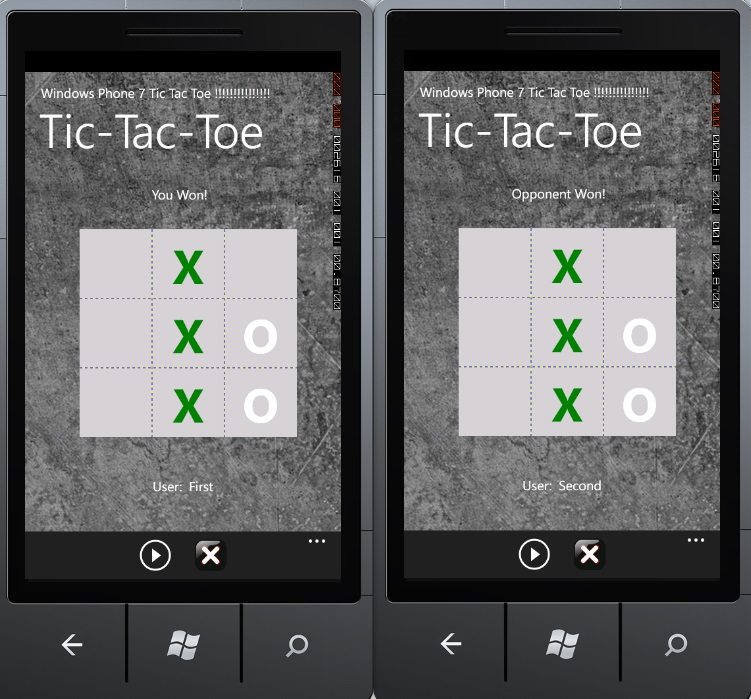 Windows Phone 7 Tic Tac Toe !!!!!!!!!!!!!!!
Tic-Tac-Toe
You Won!
X
X O
X O
User: First
Windows Phone 7 Tic Tac Toe !!!!!!!!!!!!!!!
Tic-Tac-Toe
Opponent Won!
X
X O
X O
User: Second